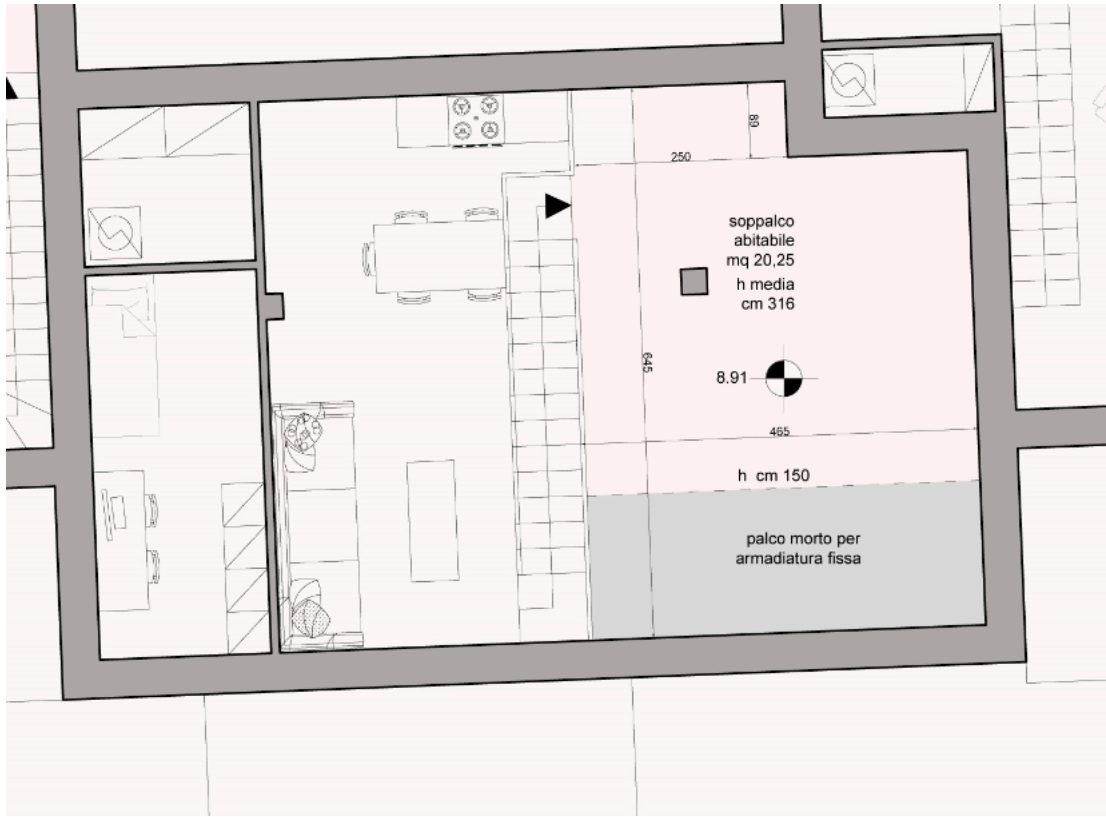 89
250
soppalco
abitabile
mq 20,25
h media
cm 316
645
8.91
465
h cm 150
palco morto per
armadiatura fissa